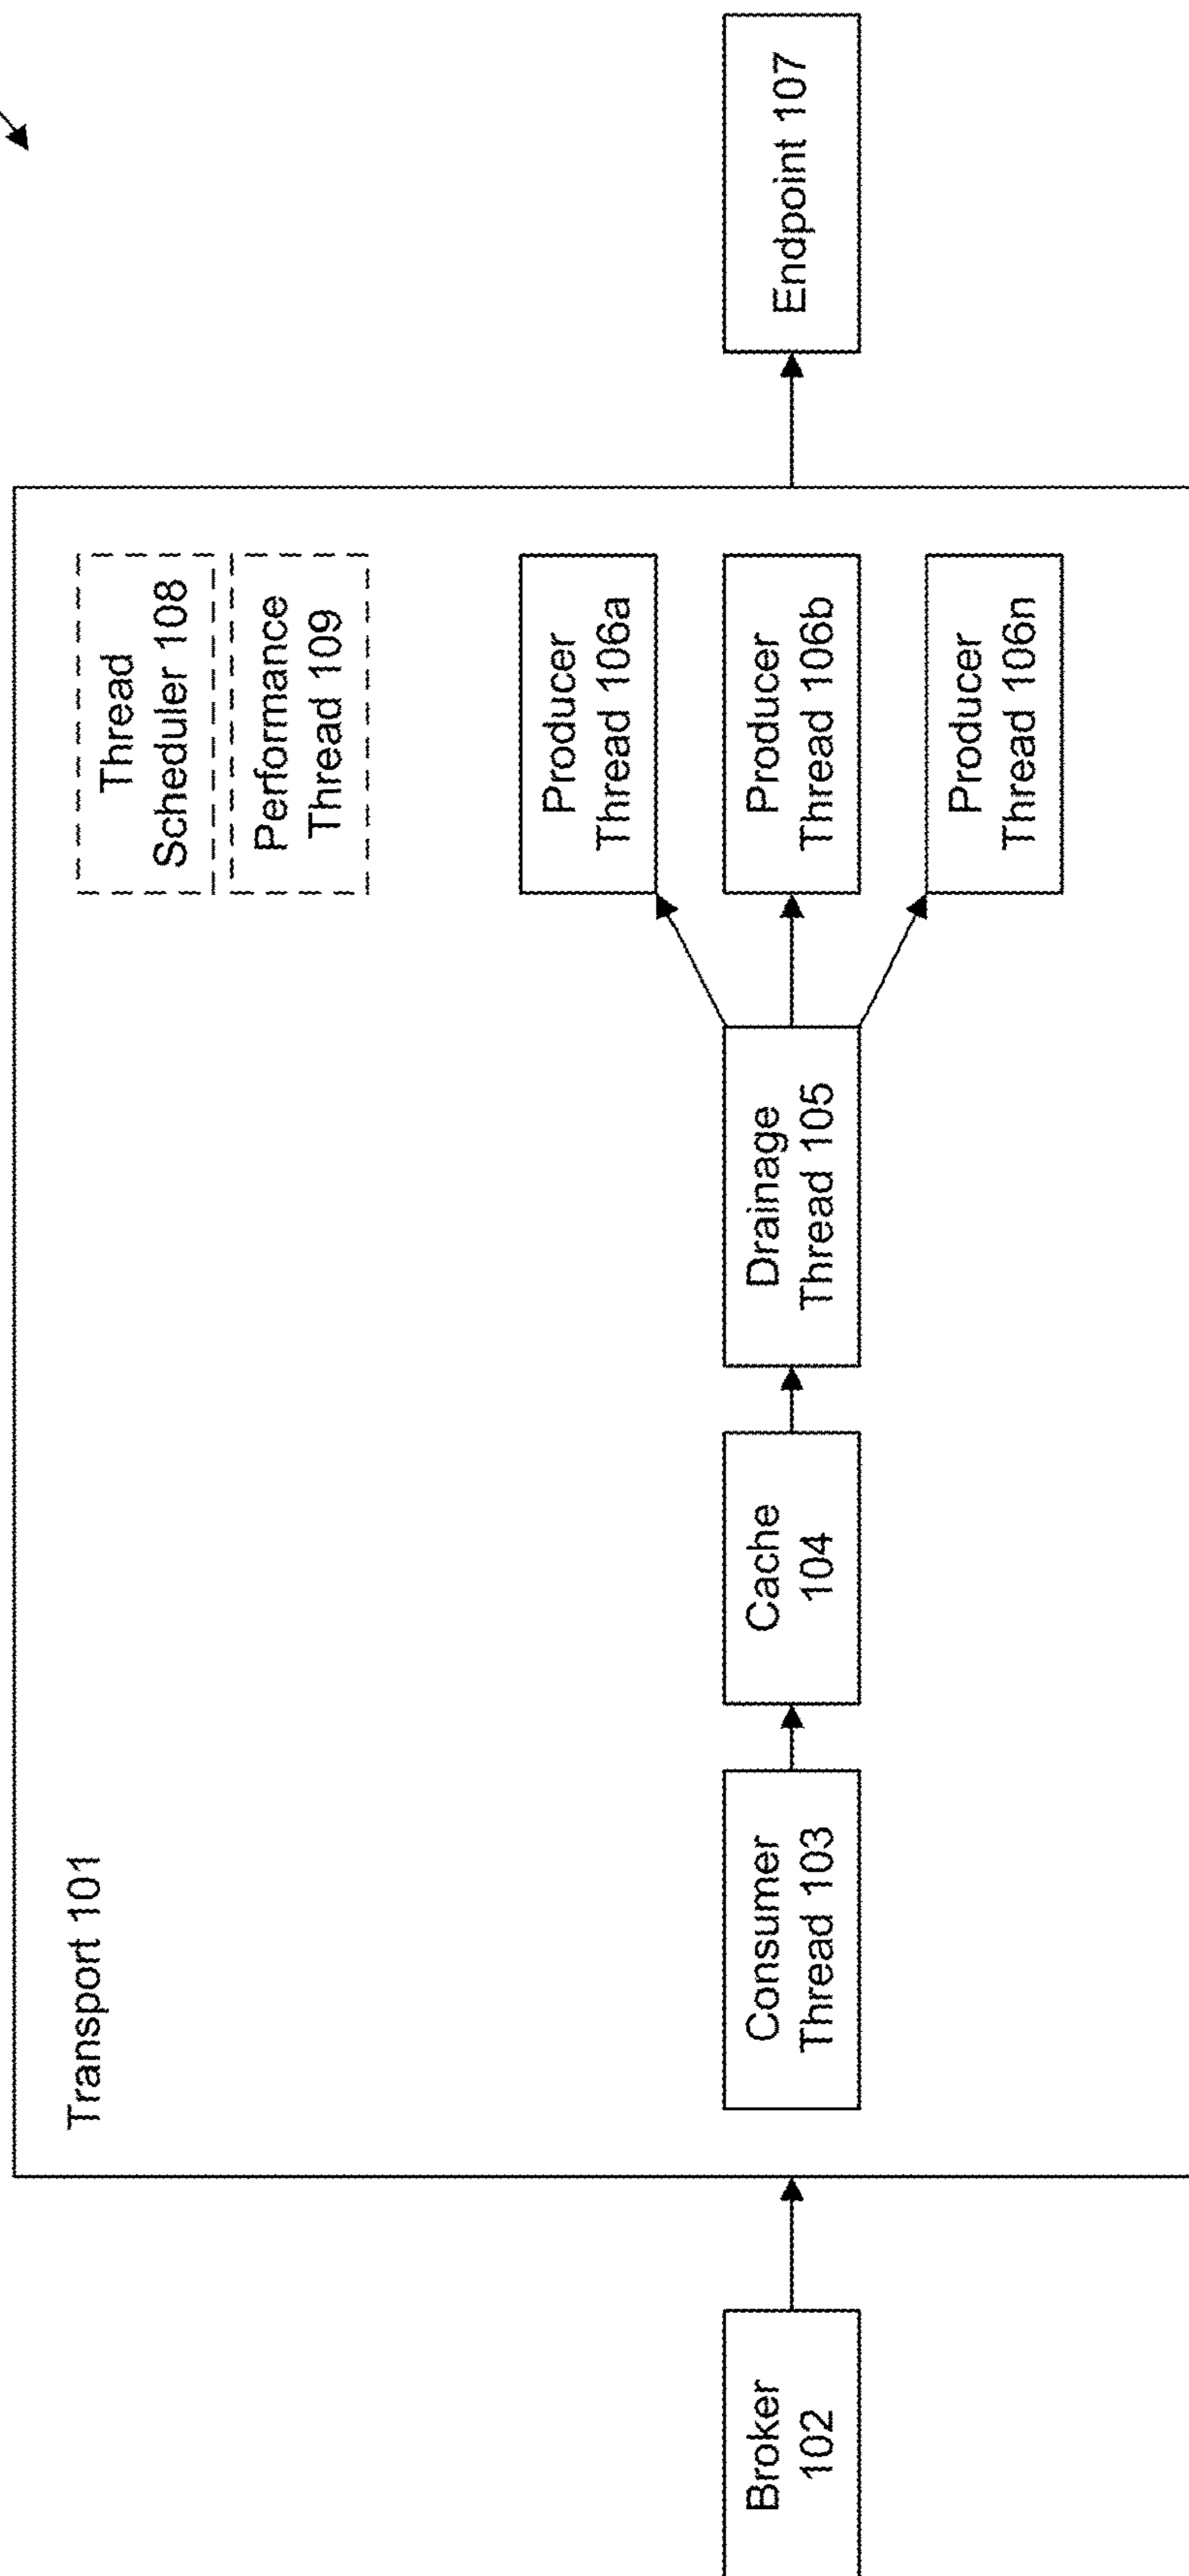 Transport 101
Thread
Scheduler 108
Performance
Thread 109
Broker
102
Consumer
Thread 103
Cache
104
Drainage
Thread 105
Producer
Thread 106a
Producer
Thread 106b
Producer
Thread 106n
Endpoint 107